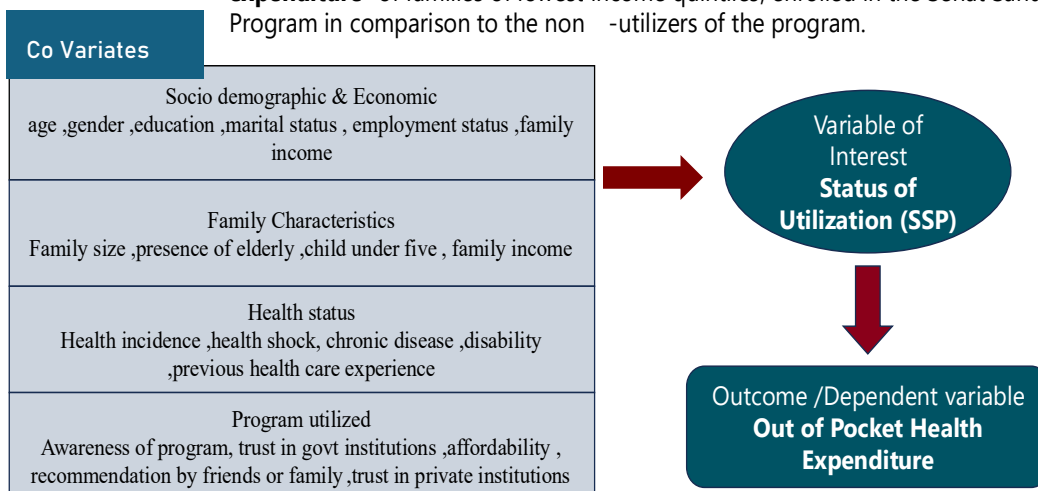 expenditure of families of lowest income quintiles, enrolled in the Sehat
Program in comparison to the non -utilizers of the program.
Co Variates
Socio demographic & Economic
age ,gender ,education ,marital status , employment status ,family
income
Family Characteristics
Family size ,presence of elderly ,child under five , family income
Health status
Health incidence ,health shock, chronic disease ,disability
,previous health care experience
Program utilized
Awareness of program, trust in govt institutions ,affordability ,
recommendation by friends or family ,trust in private institutions
Variable of
Interest
Status of
Utilization (SSP)
Outcome /Dependent variable
Out of Pocket Health
Expenditure